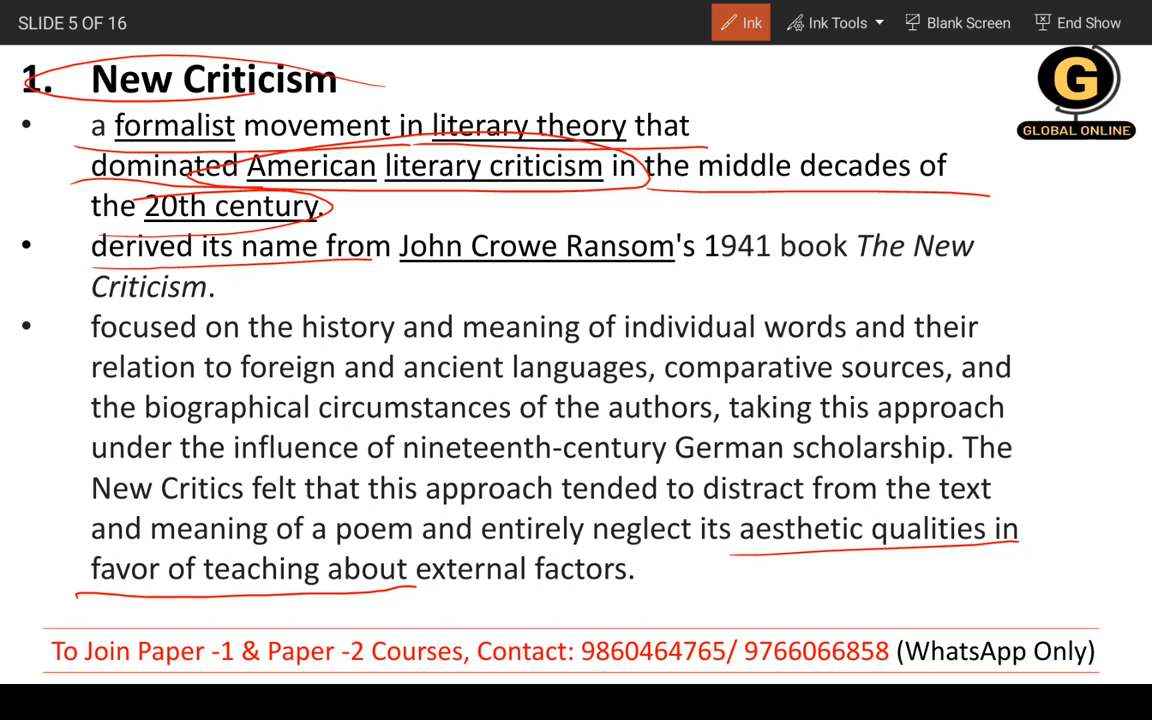 SLIDE 5 OF 16
Ink
Ink Tools
Blank Screen
End Show
1. New Criticism
G
GLOBAL ONLINE
• a formalist movement in literary theory that
dominated American literary criticism in the middle decades of
the 20th century.
• derived its name from John Crowe Ransom's 1941 book The New
Criticism.
• focused on the history and meaning of individual words and their
relation to foreign and ancient languages, comparative sources, and
the biographical circumstances of the authors, taking this approach
under the influence of nineteenth-century German scholarship. The
New Critics felt that this approach tended to distract from the text
and meaning of a poem and entirely neglect its aesthetic qualities in
favor of teaching about external factors.
To Join Paper -1 & Paper -2 Courses, Contact: 9860464765/ 9766066858 (WhatsApp Only)